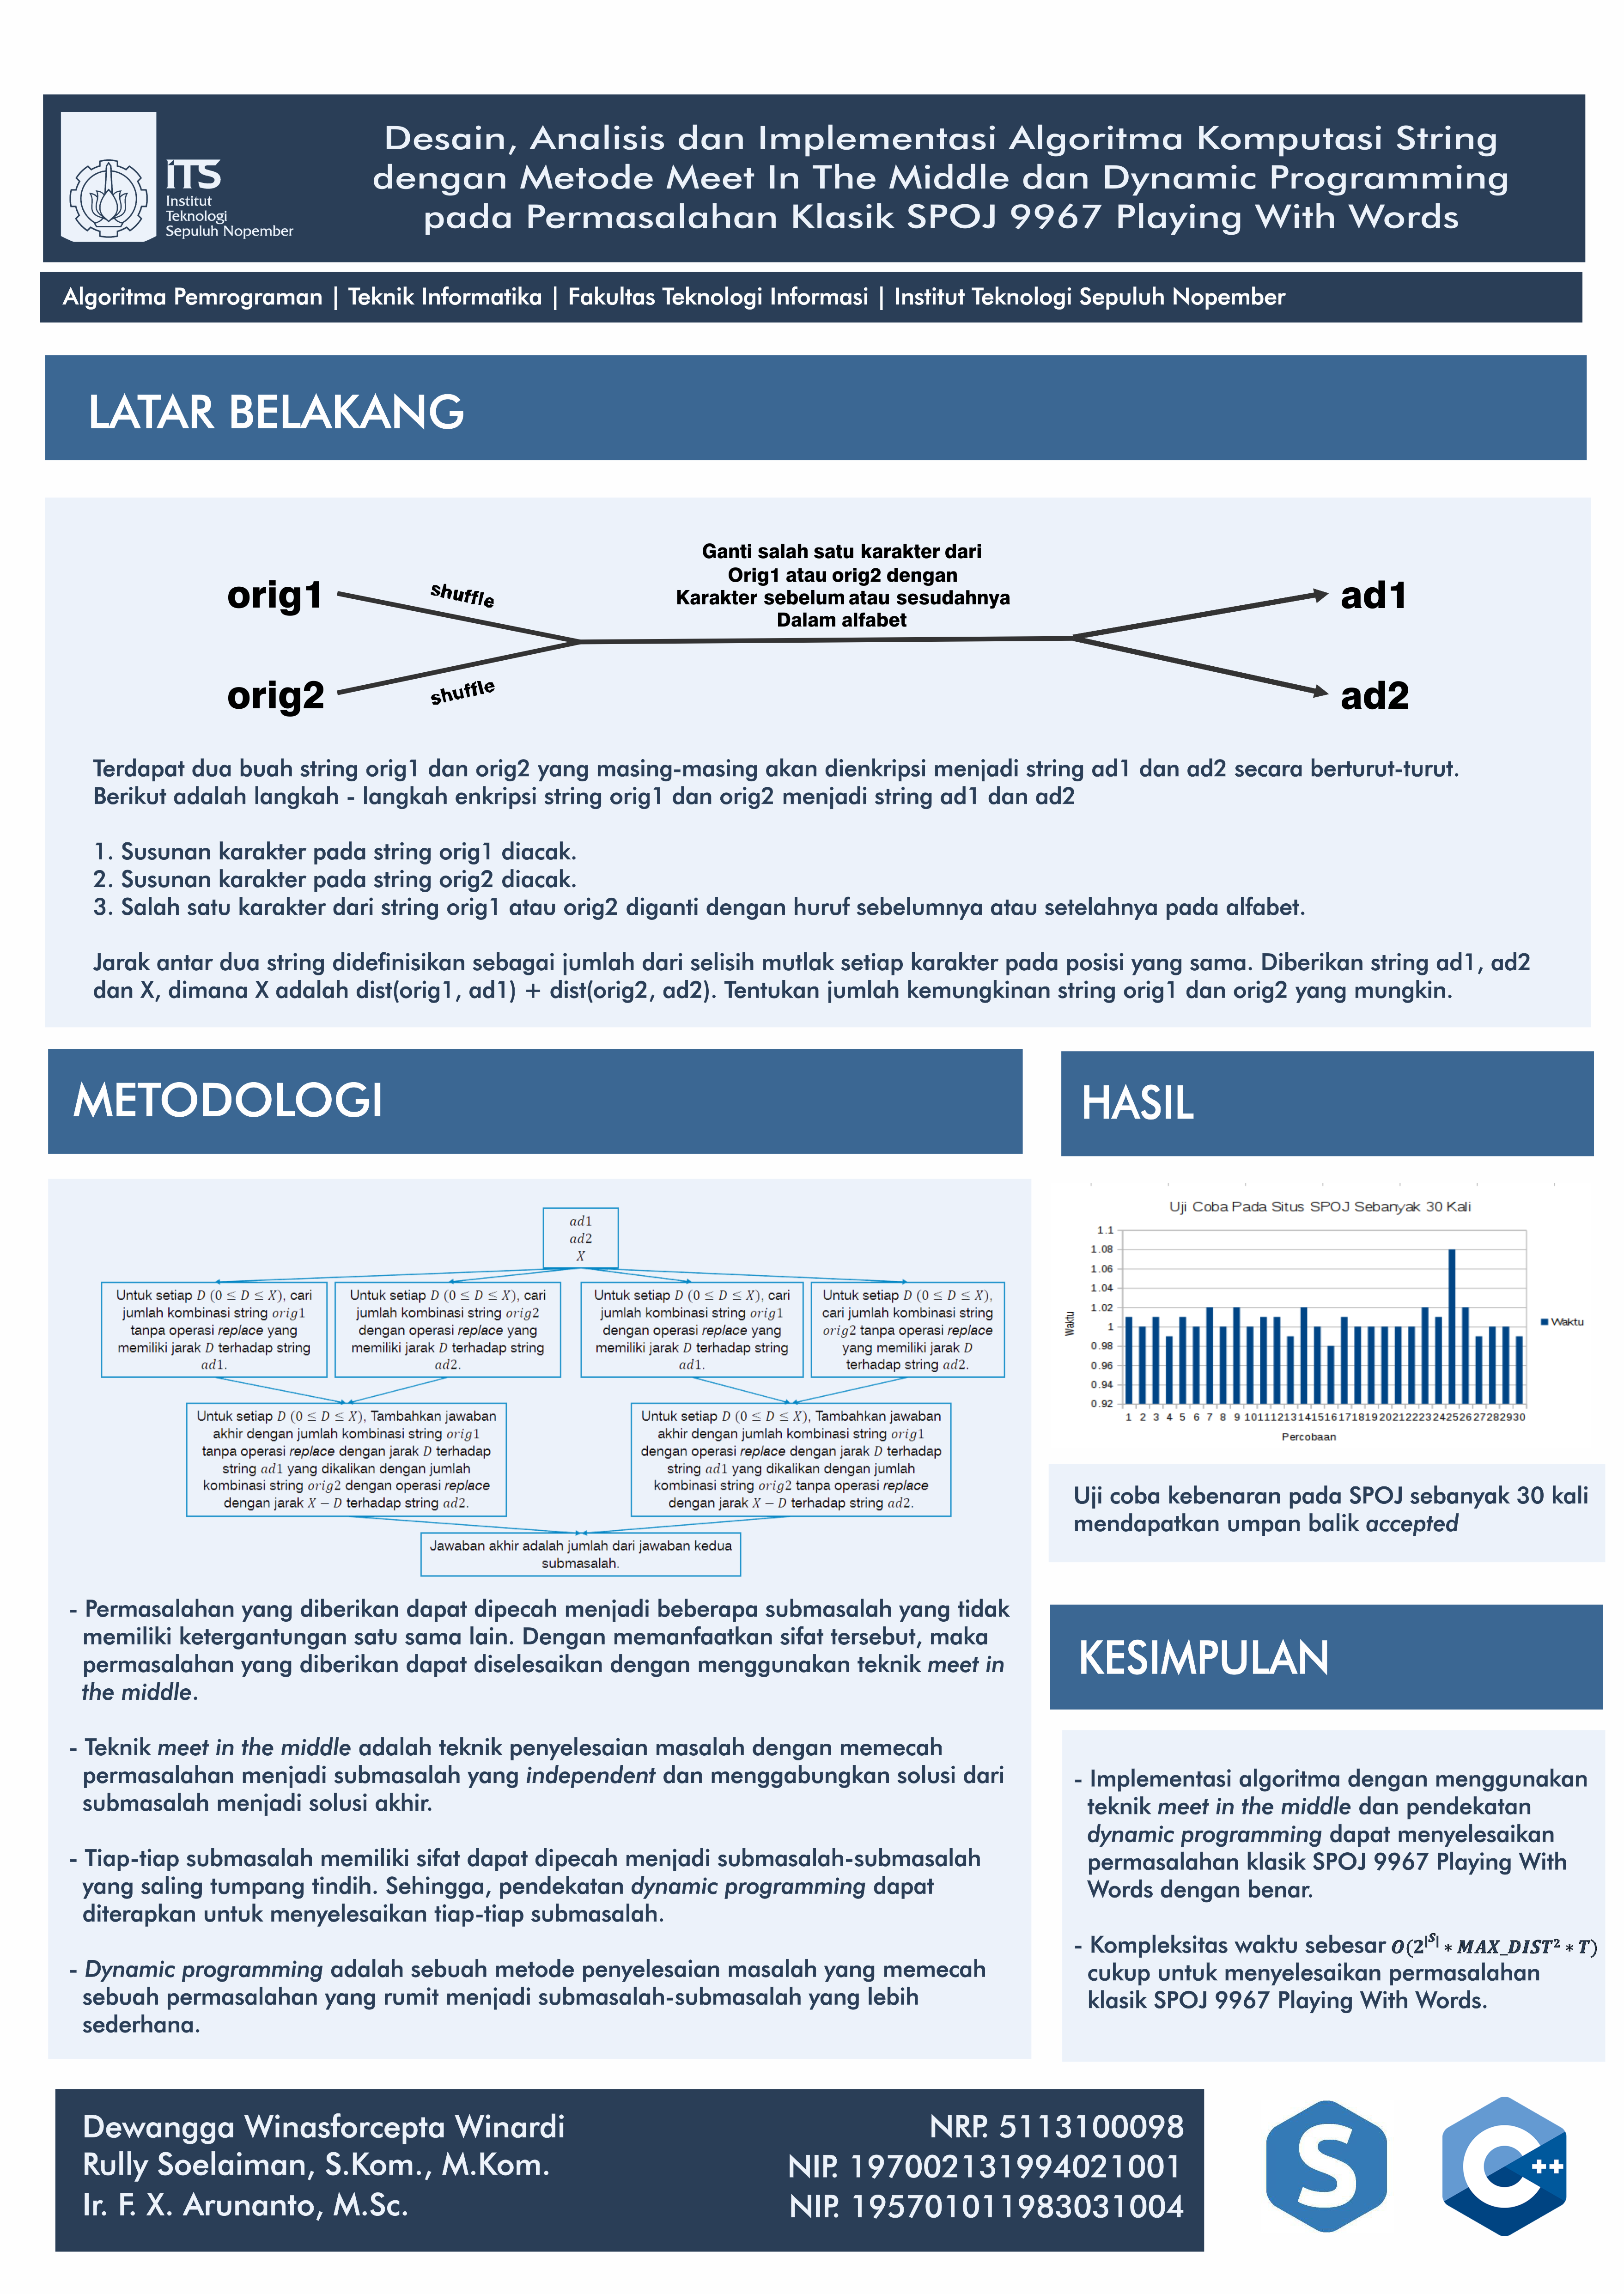 ITS
Institut
Teknologi
Sepuluh Nopember
Desain, Analisis dan Implementasi Algoritma Komputasi String
dengan Metode Meet In The Middle dan Dynamic Programming
pada Permasalahan Klasik SPOJ 9967 Playing With Words
Algoritma Pemrograman | Teknik Informatika | Fakultas Teknologi Informasi | Institut Teknologi Sepuluh Nopember
LATAR BELAKANG
Ganti salah satu karakter dari
Orig1 atau orig2 dengan
Karakter sebelum atau sesudahnya
Dalam alfabet
orig1
shuffle
ad1
orig2
shuffle
ad2
Terdapat dua buah string orig1 dan orig2 yang masing-masing akan dienkripsi menjadi string ad1 dan ad2 secara berturut-turut.
Berikut adalah langkah - langkah enkripsi string orig1 dan orig2 menjadi string ad1 dan ad2
1. Susunan karakter pada string orig1 diacak.
2. Susunan karakter pada string orig2 diacak.
3. Salah satu karakter dari string orig1 atau orig2 diganti dengan huruf sebelumnya atau setelahnya pada alfabet.
Jarak antar dua string didefinisikan sebagai jumlah dari selisih mutlak setiap karakter pada posisi yang sama. Diberikan string ad1, ad2
dan X, dimana X adalah dist(orig1, ad1) + dist(orig2, ad2). Tentukan jumlah kemungkinan string orig1 dan orig2 yang mungkin.
METODOLOGI
ad1
ad2
X
Untuk setiap D (0 ≤ D ≤ X), cari
jumlah kombinasi string orig1
tanpa operasi replace yang
memiliki jarak D terhadap string
ad1.
Untuk setiap D (0 ≤ D ≤ X), cari
jumlah kombinasi string orig2
dengan operasi replace yang
memiliki jarak D terhadap string
ad2.
Untuk setiap D (0 ≤ D ≤ X), cari
jumlah kombinasi string orig1
dengan operasi replace yang
memiliki jarak D terhadap string
ad1.
Untuk setiap D (0 ≤ D ≤ X),
cari jumlah kombinasi string
orig2 tanpa operasi replace
yang memiliki jarak D
terhadap string ad2.
Untuk setiap D (0 ≤ D ≤ X), Tambahkan jawaban
akhir dengan jumlah kombinasi string orig1
tanpa operasi replace dengan jarak D terhadap
string ad1 yang dikalikan dengan jumlah
kombinasi string orig2 dengan operasi replace
dengan jarak X − D terhadap string ad2.
Untuk setiap D (0 ≤ D ≤ X), Tambahkan jawaban
akhir dengan jumlah kombinasi string orig1
dengan operasi replace dengan jarak D terhadap
string ad1 yang dikalikan dengan jumlah
kombinasi string orig2 tanpa operasi replace
dengan jarak X − D terhadap string ad2.
Jawaban akhir adalah jumlah dari jawaban kedua
submasalah.
- Permasalahan yang diberikan dapat dipecah menjadi beberapa submasalah yang tidak
memiliki ketergantungan satu sama lain. Dengan memanfaatkan sifat tersebut, maka
permasalahan yang diberikan dapat diselesaikan dengan menggunakan teknik meet in
the middle.
- Teknik meet in the middle adalah teknik penyelesaian masalah dengan memecah
permasalahan menjadi submasalah yang independent dan menggabungkan solusi dari
submasalah menjadi solusi akhir.
- Tiap-tiap submasalah memiliki sifat dapat dipecah menjadi submasalah-submasalah
yang saling tumpang tindih. Sehingga, pendekatan dynamic programming dapat
diterapkan untuk menyelesaikan tiap-tiap submasalah.
- Dynamic programming adalah sebuah metode penyelesaian masalah yang memecah
sebuah permasalahan yang rumit menjadi submasalah-submasalah yang lebih
sederhana.
HASIL
Uji Coba Pada Situs SPOJ Sebanyak 30 Kali
1.1
1.08
1.06
1.04
1.02
1
0.98
0.96
0.94
0.92
Waktu
Waktu
1 2 3 4 5 6 7 8 9 10 11 12 13 14 15 16 17 18 19 20 21 22 23 24 25 26 27 28 29 30
Percobaan
Uji coba kebenaran pada SPOJ sebanyak 30 kali
mendapatkan umpan balik accepted
KESIMPULAN
- Implementasi algoritma dengan menggunakan
teknik meet in the middle dan pendekatan
dynamic programming dapat menyelesaikan
permasalahan klasik SPOJ 9967 Playing With
Words dengan benar.
- Kompleksitas waktu sebesar O(2^|S| * MAX_DIST² * T)
cukup untuk menyelesaikan permasalahan
klasik SPOJ 9967 Playing With Words.
Dewangga Winasforcepta Winardi
NRP. 5113100098
Rully Soelaiman, S.Kom., M.Kom.
NIP. 197002131994021001
Ir. F. X. Arunanto, M.Sc.
NIP. 195701011983031004
S
C++